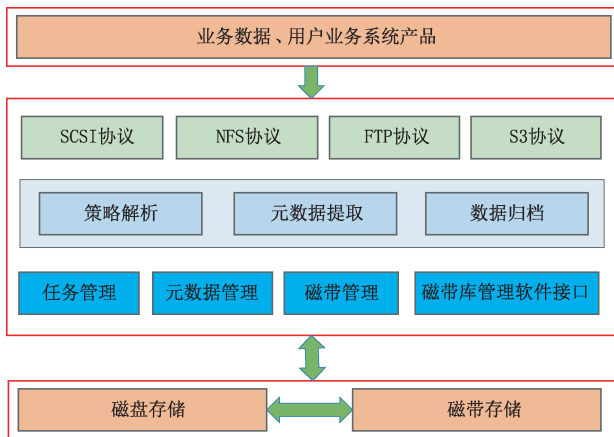 业务数据、用户业务系统产品
SCSI协议
NFS协议
FTP协议
S3协议
策略解析
元数据提取
数据归档
任务管理
元数据管理
磁带管理
磁带库管理软件接口
磁盘存储
磁带存储